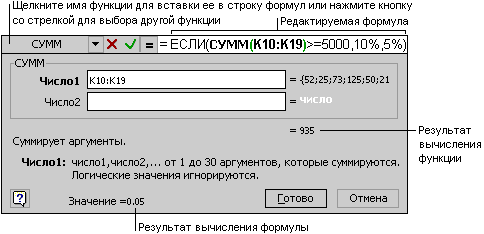 Щелкните имя функции для вставки ее в строку формул или нажмите кнопку
со стрелкой для выбора другой функции
Редактируемая формула
СУММ = =ЕСЛИ(СУММ(K10:K19)>=5000,10%,5%)
СУММ
Число1 K10:K19 = {52;25;73;125;50;21
Число2 = число
= 935
Результат
вычисления
функции
Суммирует аргументы.
Число1: число1,число2,... от 1 до 30 аргументов, которые суммируются.
Логические значения игнорируются.
? Значение =0.05 Готово Отмена
Результат вычисления формулы